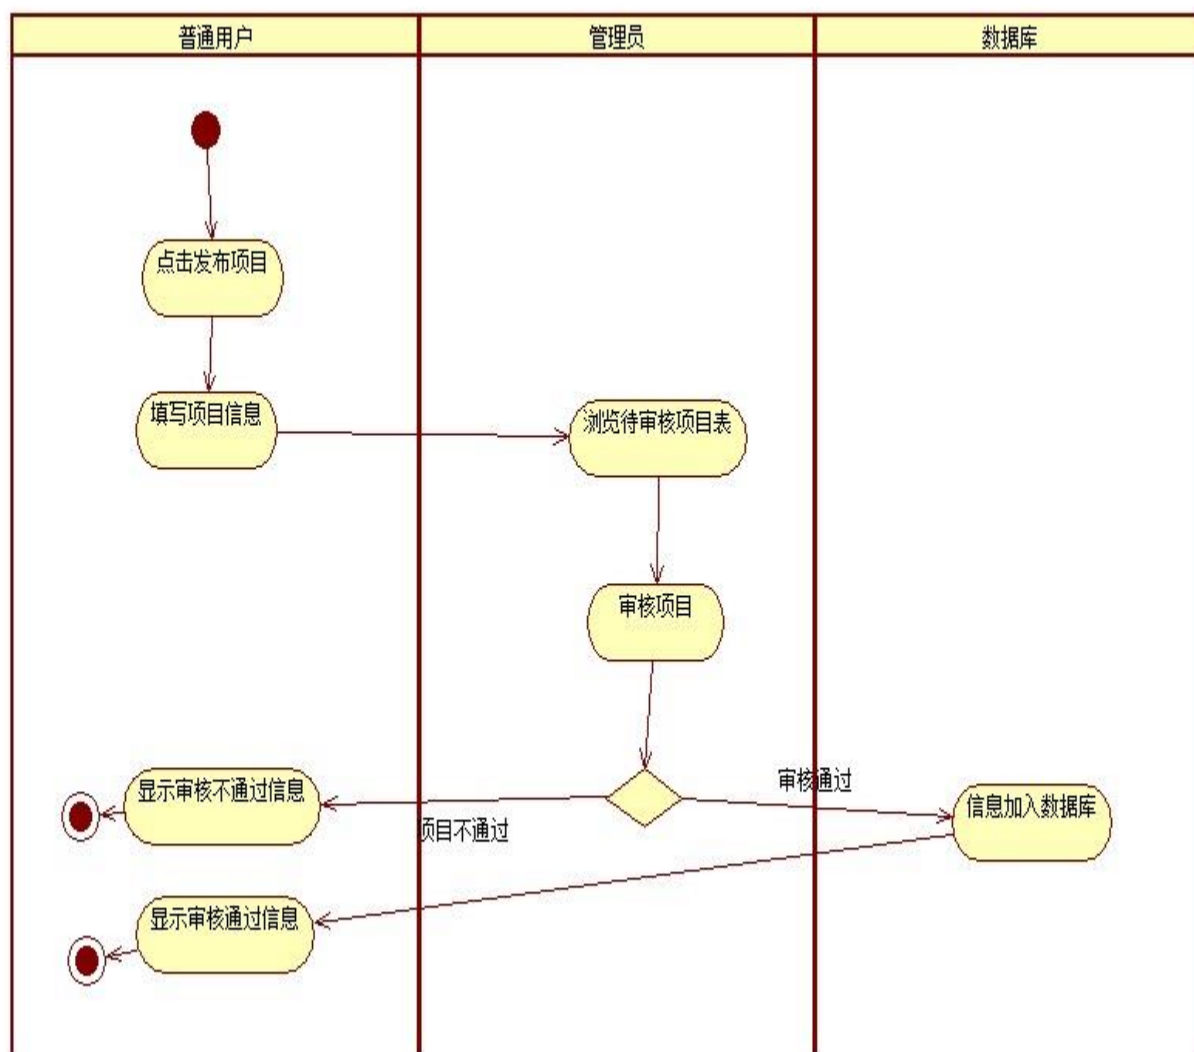 普通用户
管理员
数据库
点击发布项目
填写项目信息
浏览待审核项目表
审核项目
显示审核不通过信息
审核通过
信息加入数据库
项目不通过
显示审核通过信息